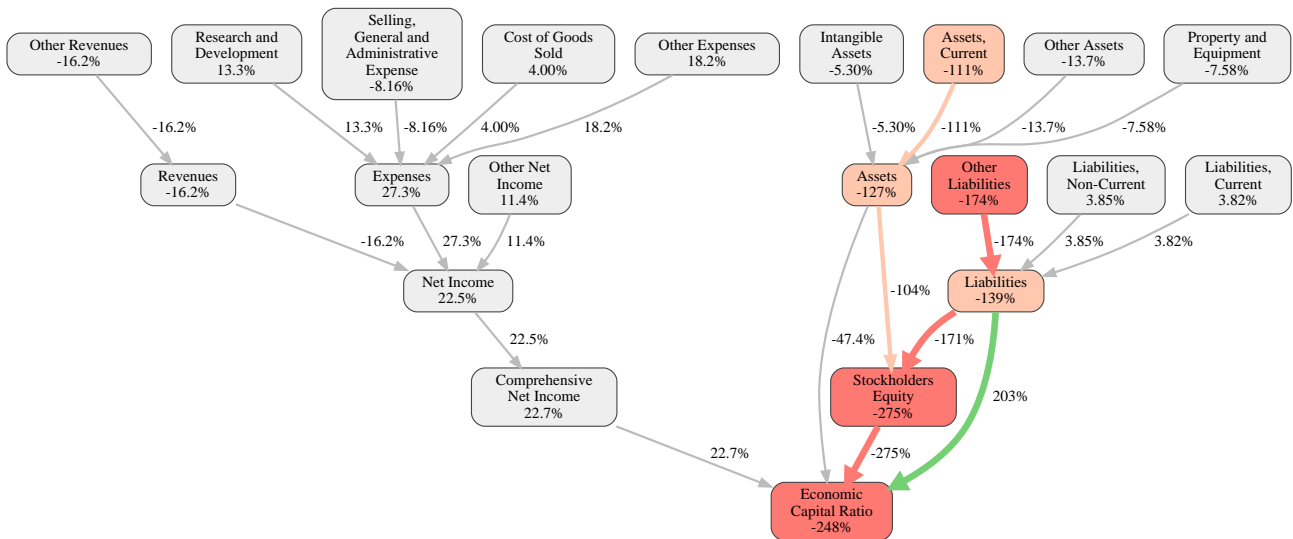 Other Revenues
-16.2%
Research and
Development
13.3%
Selling,
General and
Administrative
Expense
-8.16%
Cost of Goods
Sold
4.00%
Other Expenses
18.2%
Intangible
Assets
-5.30%
Assets,
Current
-111%
Other Assets
-13.7%
Property and
Equipment
-7.58%
-16.2%
13.3%
-8.16%
4.00%
18.2%
-5.30%
-111%
-13.7%
-7.58%
Revenues
-16.2%
Expenses
27.3%
Other Net
Income
11.4%
Assets
-127%
Other
Liabilities
-174%
Liabilities,
Non-Current
3.85%
Liabilities,
Current
3.82%
-16.2%
27.3%
11.4%
-174%
3.85%
3.82%
Net Income
22.5%
-104%
Liabilities
-139%
22.5%
-47.4%
-171%
Comprehensive
Net Income
22.7%
Stockholders
Equity
-275%
203%
22.7%
-275%
Economic
Capital Ratio
-248%